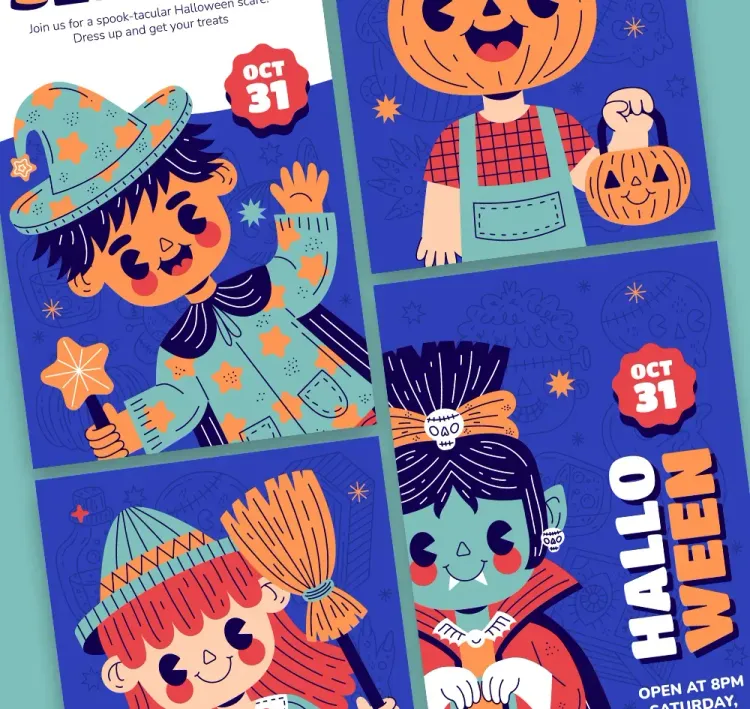 Join us for a spook-tacular Halloween scare.
Dress up and get your treats
OCT
31
OCT
31
HALLO
WEEN
OPEN AT 8PM
SATURDAY,